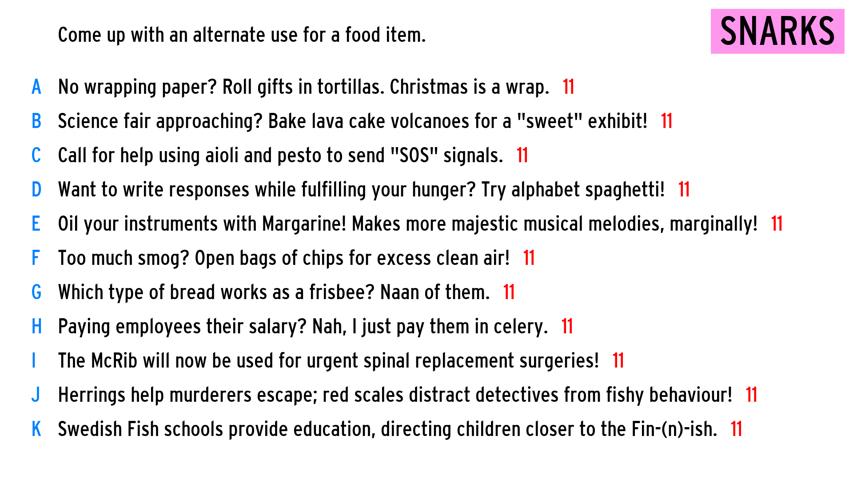 Come up with an alternate use for a food item.
SNARKS
A No wrapping paper? Roll gifts in tortillas. Christmas is a wrap. 11
B Science fair approaching? Bake lava cake volcanoes for a "sweet" exhibit! 11
C Call for help using aioli and pesto to send "SOS" signals. 11
D Want to write responses while fulfilling your hunger? Try alphabet spaghetti! 11
E Oil your instruments with Margarine! Makes more majestic musical melodies, marginally! 11
F Too much smog? Open bags of chips for excess clean air! 11
G Which type of bread works as a frisbee? Naan of them. 11
H Paying employees their salary? Nah, I just pay them in celery. 11
I The McRib will now be used for urgent spinal replacement surgeries! 11
J Herrings help murderers escape; red scales distract detectives from fishy behaviour! 11
K Swedish Fish schools provide education, directing children closer to the Fin-(n)-ish. 11